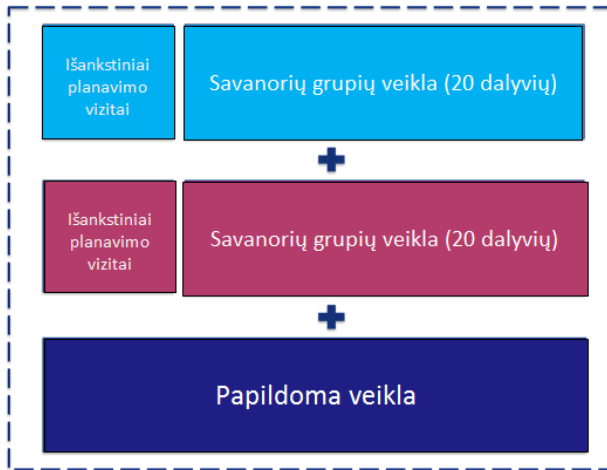 Išankstiniai
planavimo
vizitai
Savanorių grupių veikla (20 dalyvių)
Išankstiniai
planavimo
vizitai
Savanorių grupių veikla (20 dalyvių)
Papildoma veikla